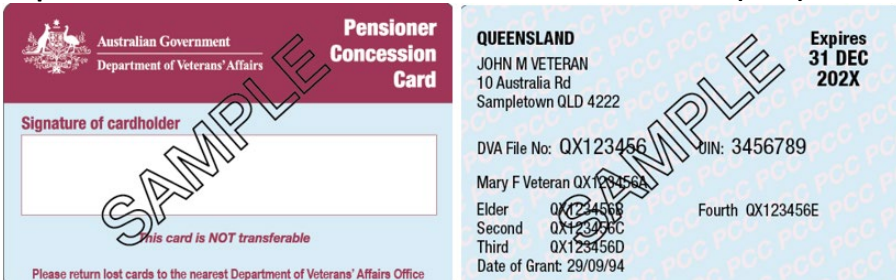 Australian Government
Department of Veterans' Affairs
Pensioner
Concession
Card
Signature of cardholder
SAMPLE
This card is NOT transferable
Please return lost cards to the nearest Department of Veterans' Affairs Office
QUEENSLAND
Expires
31 DEC
202X
JOHN M VETERAN
10 Australia Rd
Sampletown QLD 4222
SAMPLE
DVA File No: QX123456 UIN: 3456789
Mary F Veteran QX123456A
Elder QX123456B Fourth QX123456E
Second QX123456C
Third QX123456D
Date of Grant: 29/09/94